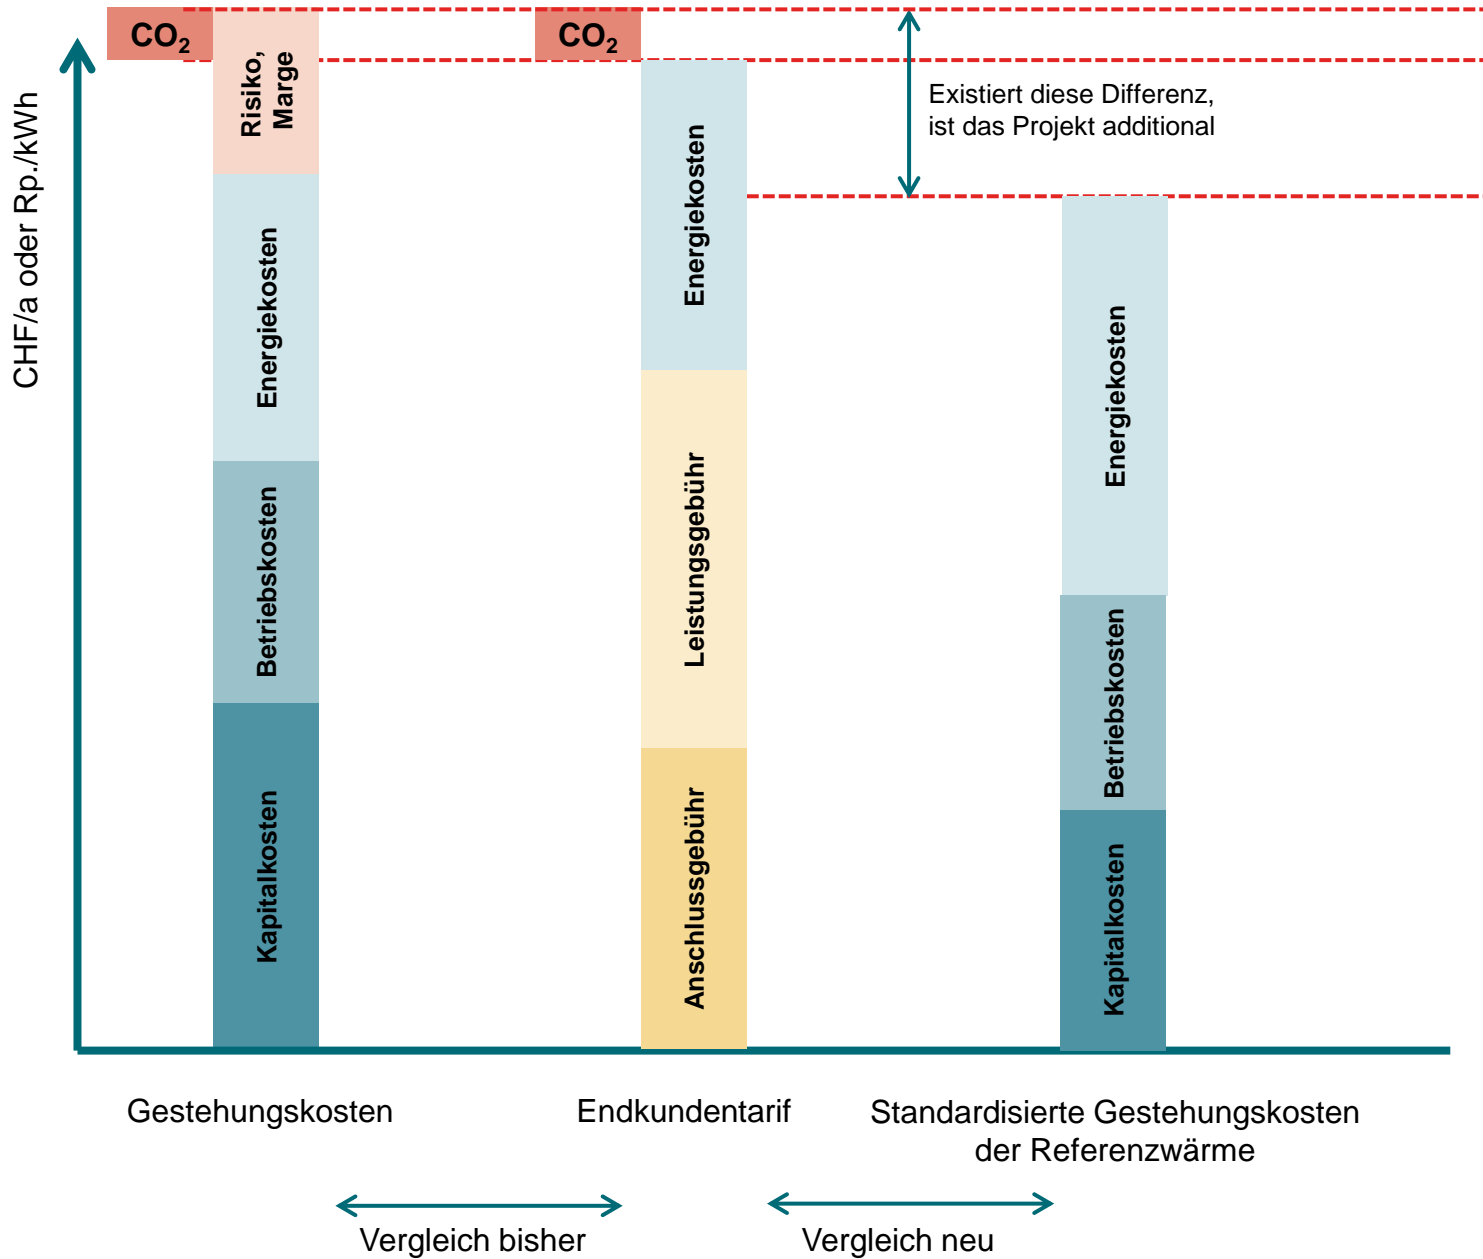 CO₂
Risiko,
Marge
Energiekosten
Betriebskosten
Kapitalkosten
CO₂
Energiekosten
Leistungsgebühr
Anschlussgebühr
Existiert diese Differenz,
ist das Projekt additional
Energiekosten
Betriebskosten
Kapitalkosten
CHF/a oder Rp./kWh
Gestehungskosten
Endkundentarif
Standardisierte Gestehungskosten
der Referenzwärme
Vergleich bisher
Vergleich neu